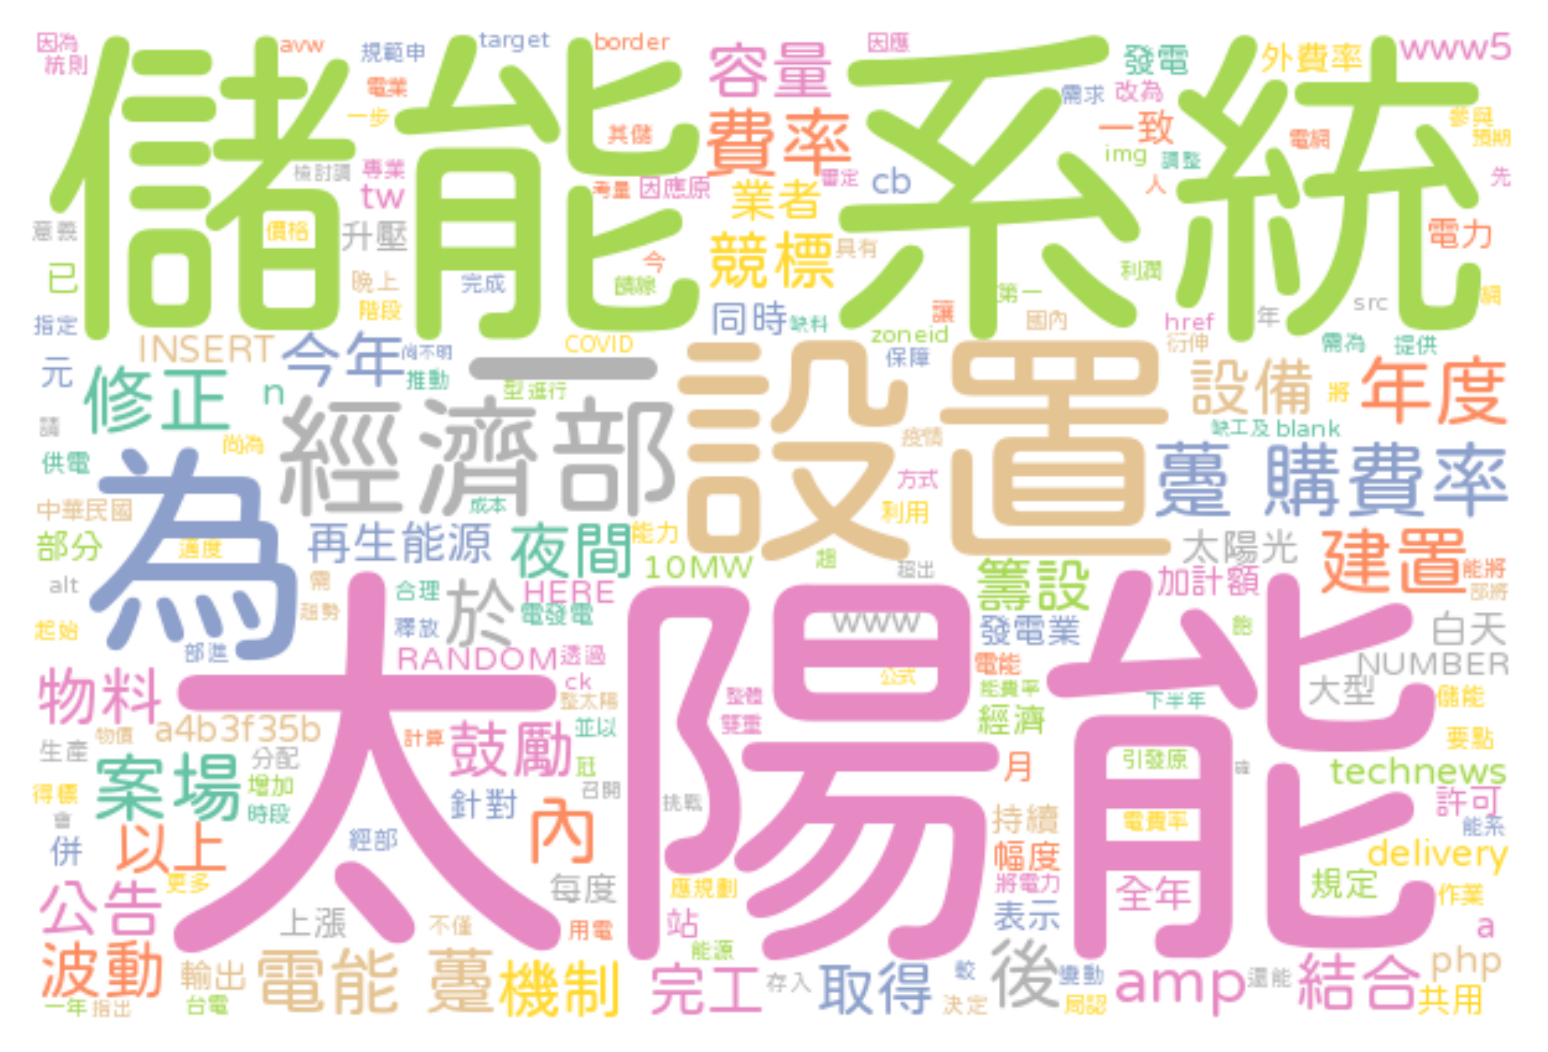 因為
統則
avw
規範申
target
border
容量
因應
發電
外費率
www5
儲能系統
電業
一步
其儲
費率
需求
改為
一致
電網
參與
預期
img
調整
檢討調
專業
tw
考量
因應原
審定
cb
人
先
意義
價格
升壓
業者
競標
具有
電力
已
晚上
完成
饋線
今
利潤
第一
網
指定
階段
同時
缺料
讓
國內
src
年
href
zoneid
INSERT
今年
尚不明
COVID
一
保障
衍伸
需為
提供
元
修正
n
推動
型
進行
設置
設備
將
年度
請
經濟部
尚為
疫情
缺工及
blank
供電
為
成本
方式
躉購費率
中華民國
部分
適度
再生能源
夜間
能力
利用
10MW
趨
超出
太陽光
建置
能將
部將
alt
需
趨勢
合理
HERE
於
電發電
籌設
加計額
起始
部進
釋放
RANDOM
透過
www
發電業
飽
白天
太陽能
物料
ck
整太陽
整體
雙重
公式
電能
能費率
經濟
下半年
NUMBER
大型
儲能
a4b3f35b
物價
計算
鼓勵
並以
生產
分配
冠
月
引發原
要點
technews
得標
案場
增加
時段
針對
召開
挑戰
內
持續
電費率
許可
能系
會
併
以上
經部
幅度
delivery
公告
更多
每度
應規劃
將電力
全年
規定
作業
上漲
不僅
用電
站
表示
a
波動
輸出
電能
躉
機制
能源
完工
存入
取得
較
決定
後
變動
局認
amp
還能
結合
php
共用
一年
指出
台電